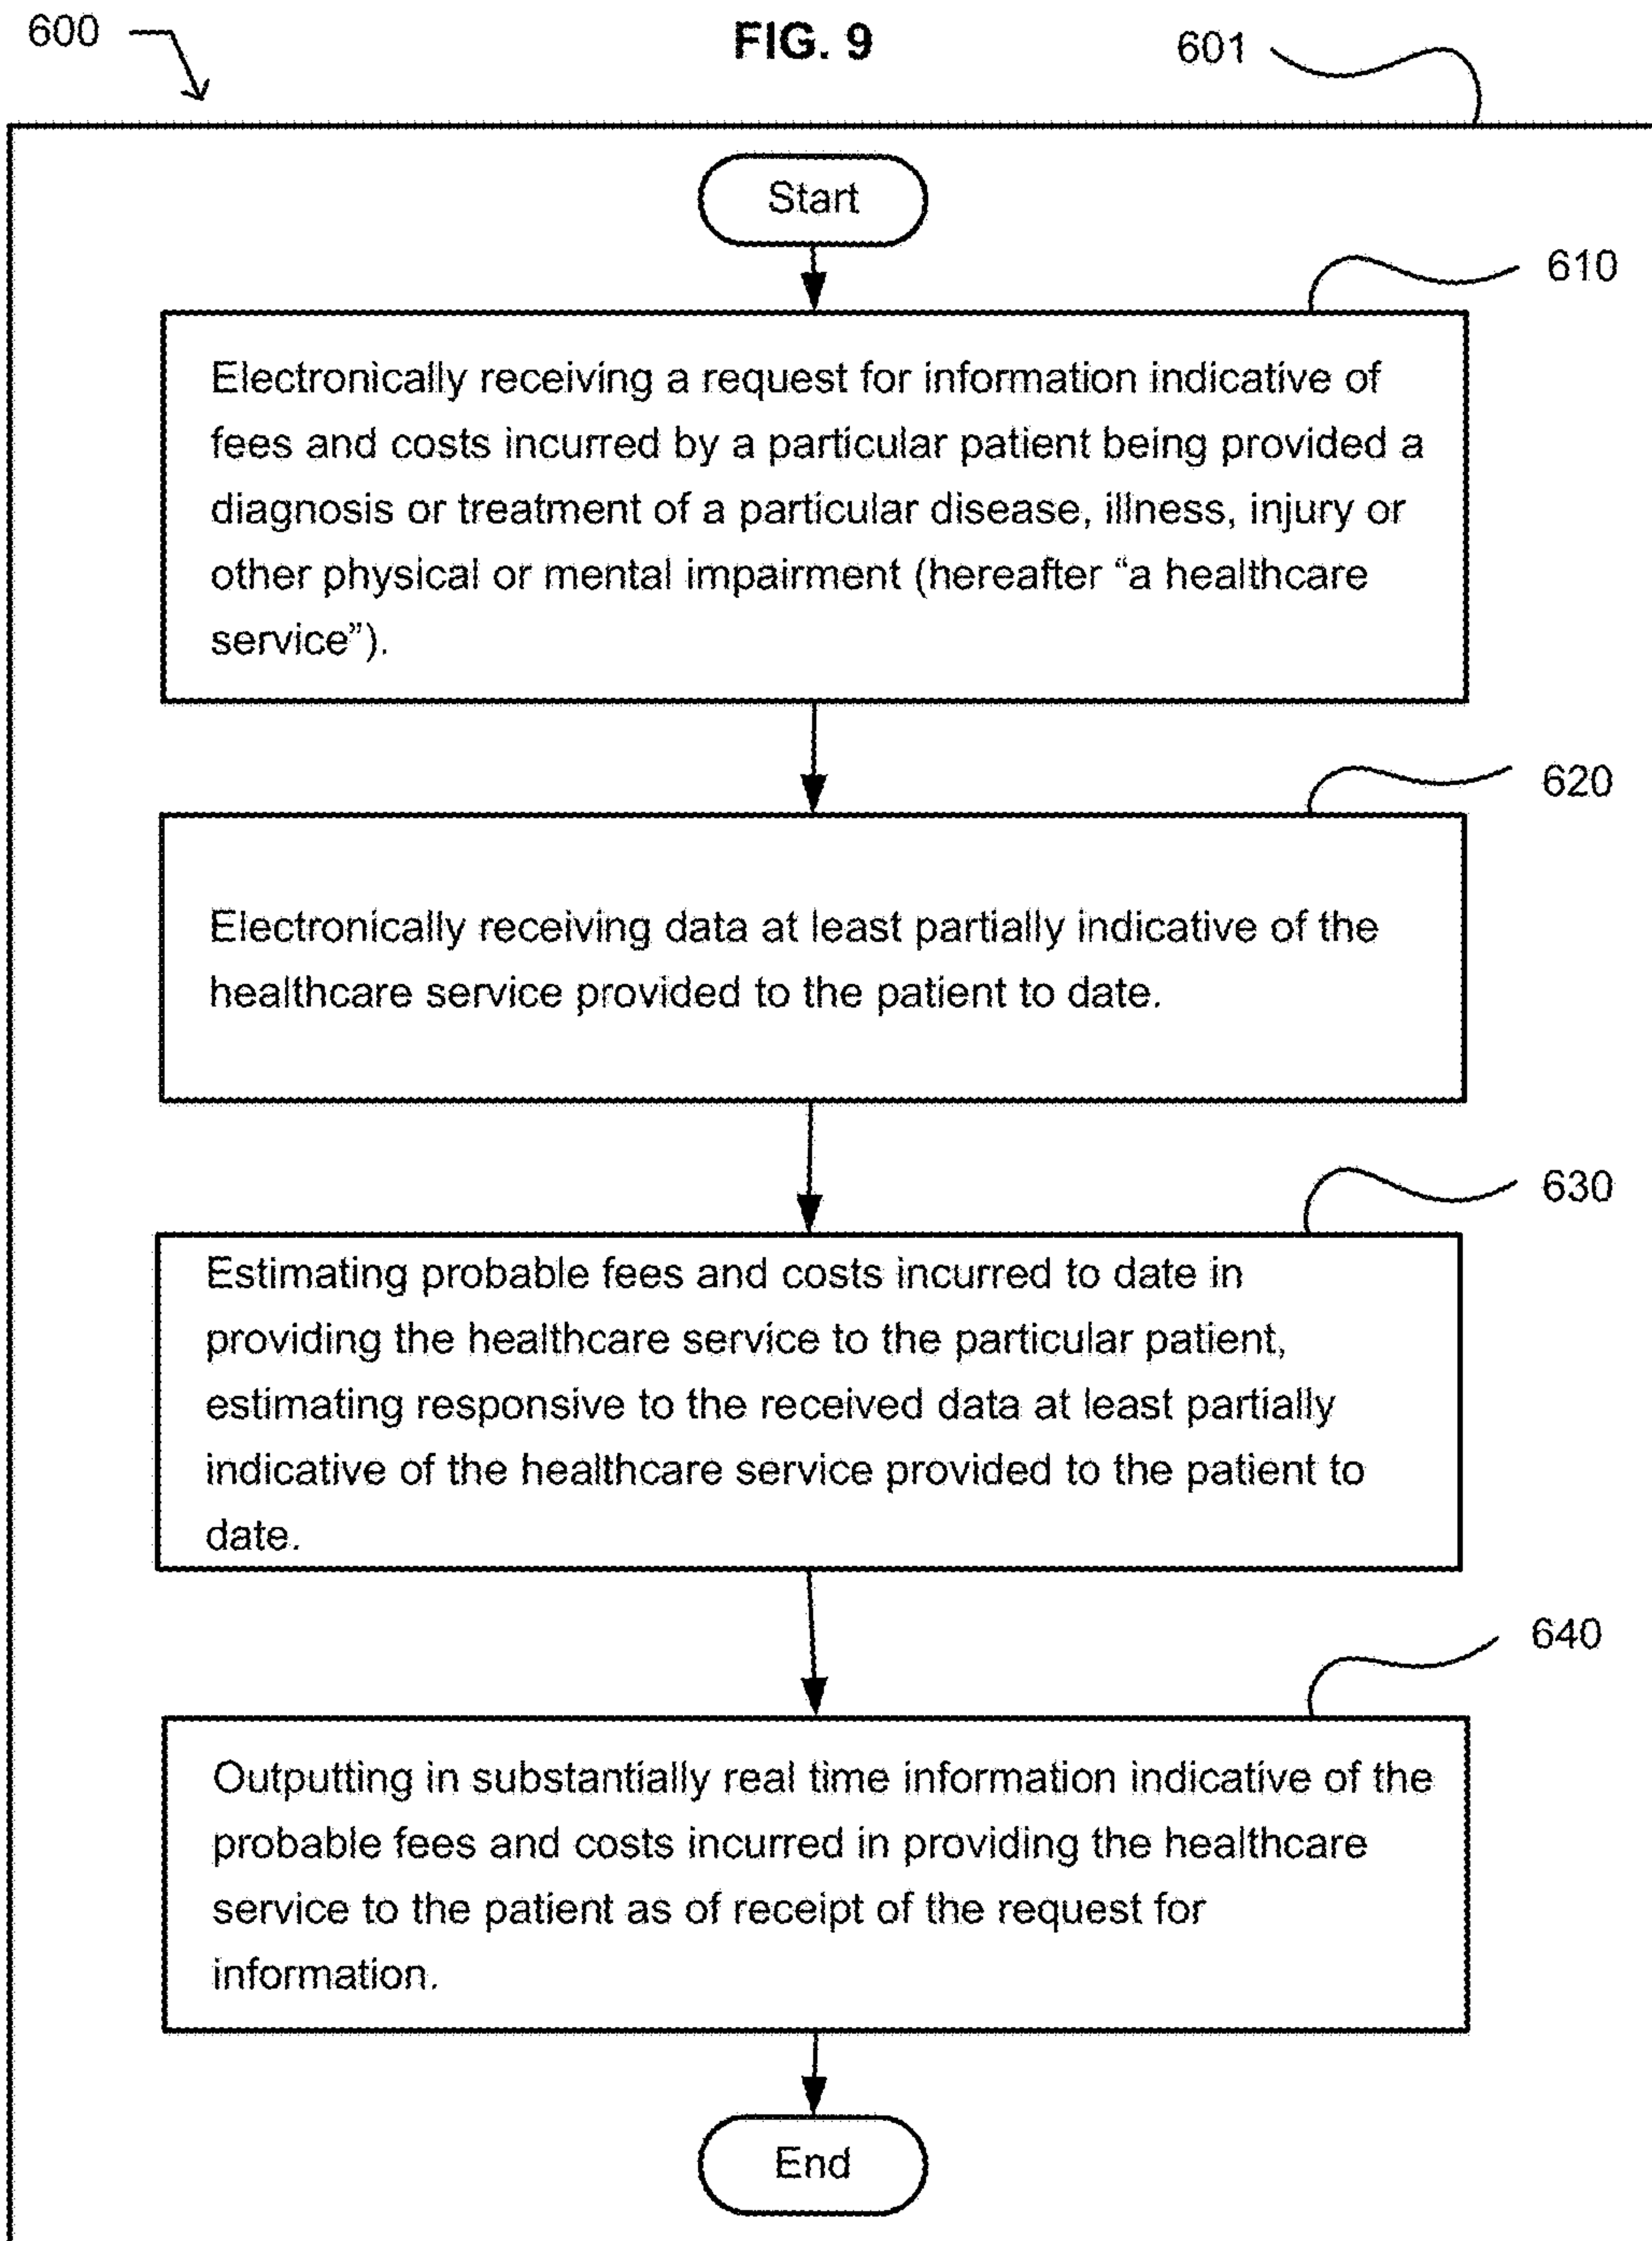 600
FIG. 9
601
Start
610
Electronically receiving a request for information indicative of
fees and costs incurred by a particular patient being provided a
diagnosis or treatment of a particular disease, illness, injury or
other physical or mental impairment (hereafter “a healthcare
service”).
620
Electronically receiving data at least partially indicative of the
healthcare service provided to the patient to date.
630
Estimating probable fees and costs incurred to date in
providing the healthcare service to the particular patient,
estimating responsive to the received data at least partially
indicative of the healthcare service provided to the patient to
date.
640
Outputting in substantially real time information indicative of the
probable fees and costs incurred in providing the healthcare
service to the patient as of receipt of the request for
information.
End